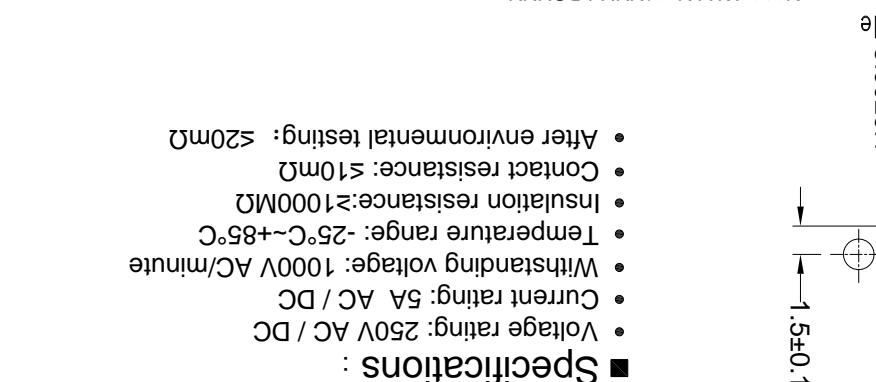 ■ Specifications :
• Voltage rating: 250V AC / DC
• Current rating: 5A AC / DC
• Withstanding voltage: 1000V AC/minute
• Temperature range: -25°C~+85°C
• Insulation resistance:≥1000MΩ
• Contact resistance: ≤10mΩ
• After environmental testing: ≤20mΩ
1.5±0.1